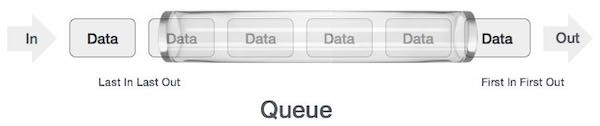 In Data Data Data Data Data Data Out
Last In Last Out First In First Out
Queue